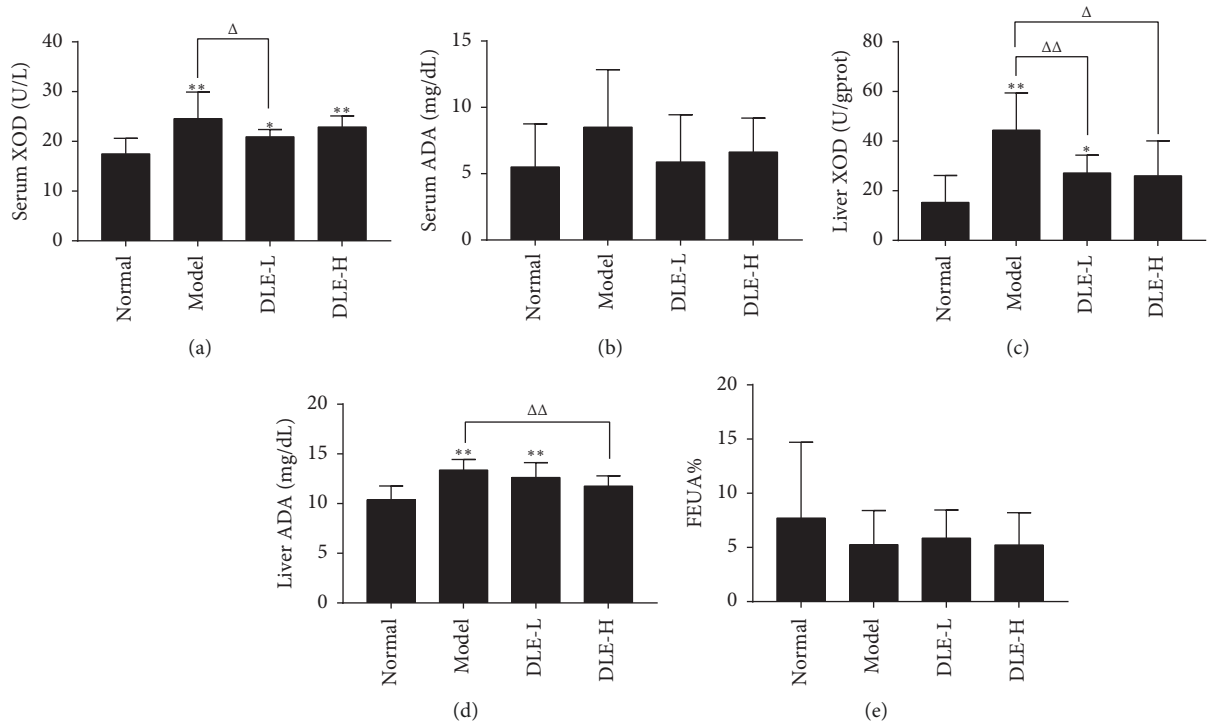 Serum XOD (U/L)
40
30
20
10
0
Δ
**
*
**
Normal
Model
DLE-L
DLE-H
(a)
Serum ADA (mg/dL)
15
10
5
0
Normal
Model
DLE-L
DLE-H
(b)
Liver XOD (U/gprot)
80
60
40
20
0
Δ
ΔΔ
**
*
Normal
Model
DLE-L
DLE-H
(c)
Liver ADA (mg/dL)
20
15
10
5
0
ΔΔ
**
**
Normal
Model
DLE-L
DLE-H
(d)
FEUA%
20
15
10
5
0
Normal
Model
DLE-L
DLE-H
(e)